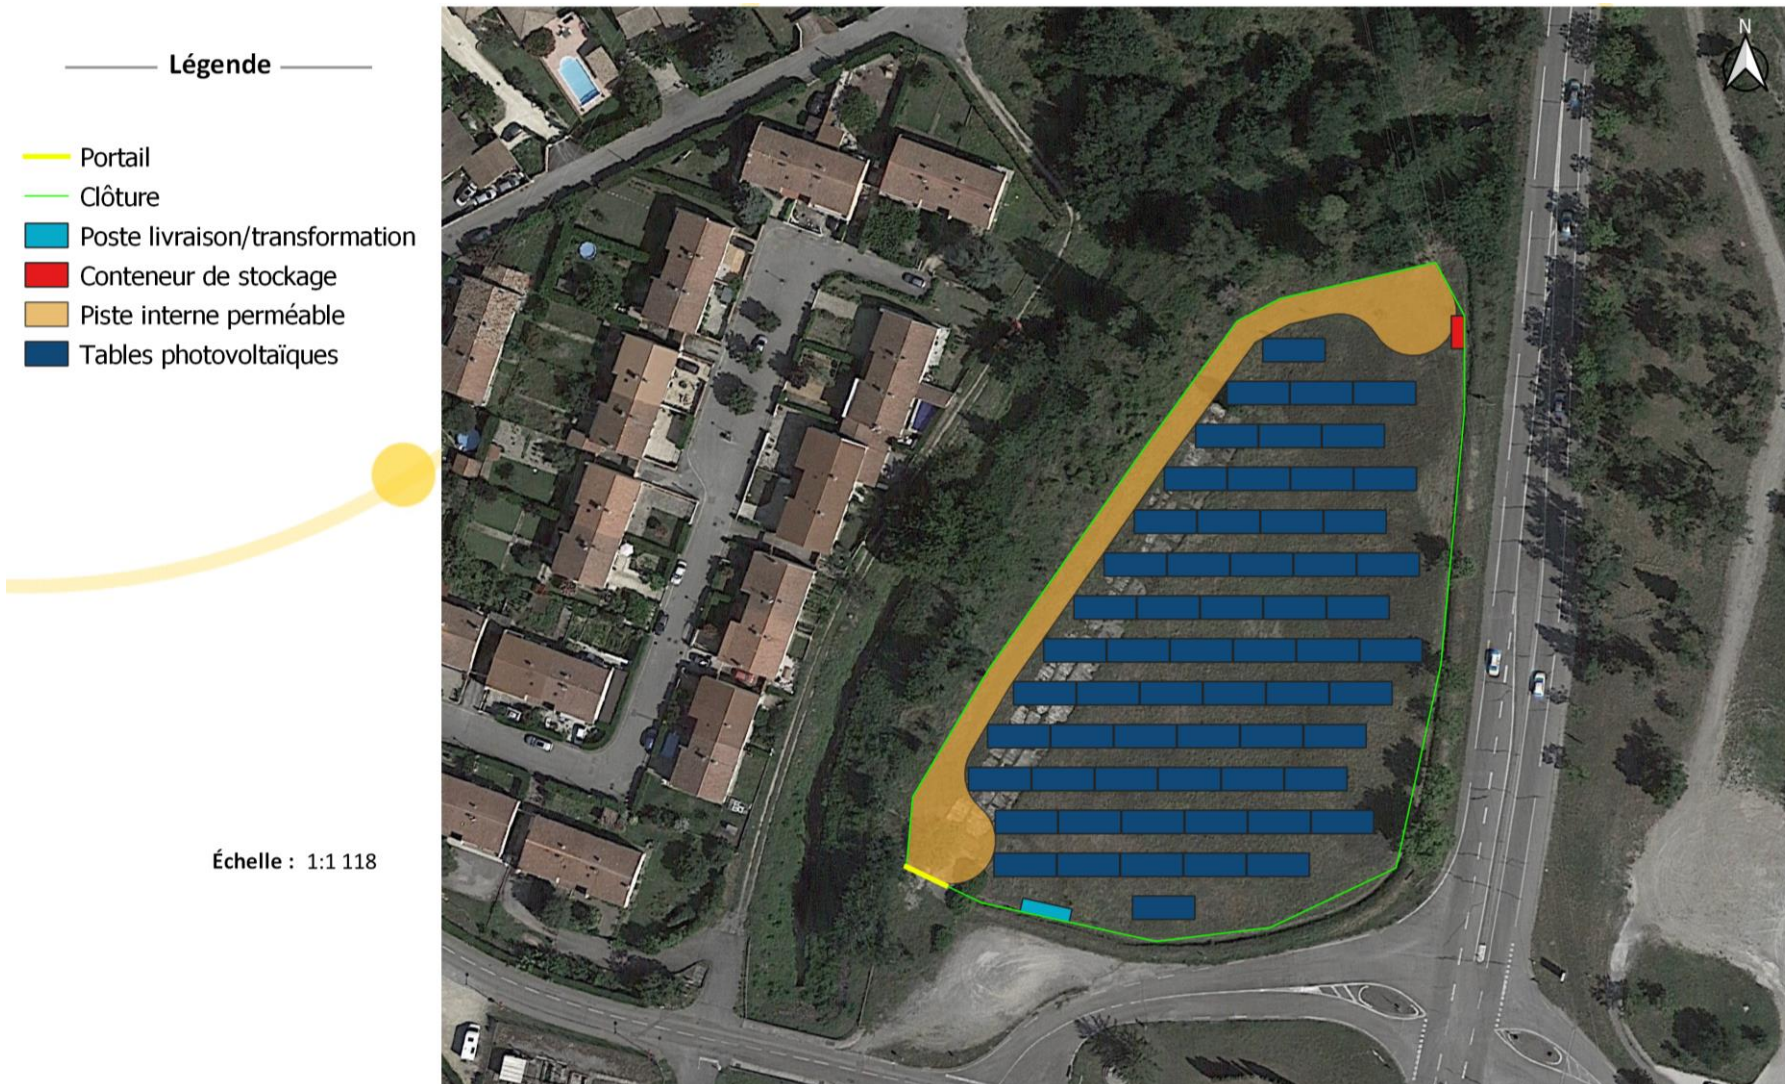 Légende
Portail
Clôture
Poste livraison/transformation
Conteneur de stockage
Piste interne perméable
Tables photovoltaïques
Échelle : 1:1 118
N